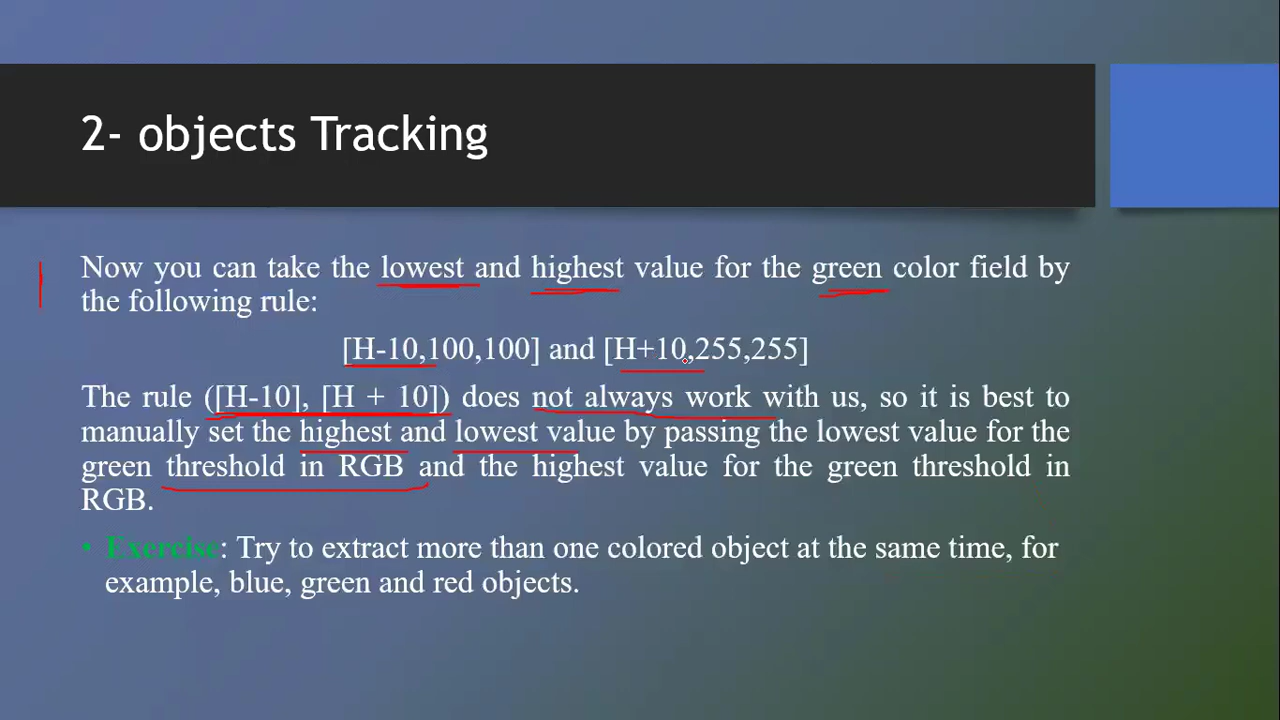 2- objects Tracking
Now you can take the lowest and highest value for the green color field by
the following rule:
[H-10,100,100] and [H+10,255,255]
The rule ([H-10], [H + 10]) does not always work with us, so it is best to
manually set the highest and lowest value by passing the lowest value for the
green threshold in RGB and the highest value for the green threshold in
RGB.
• Exercise: Try to extract more than one colored object at the same time, for
example, blue, green and red objects.